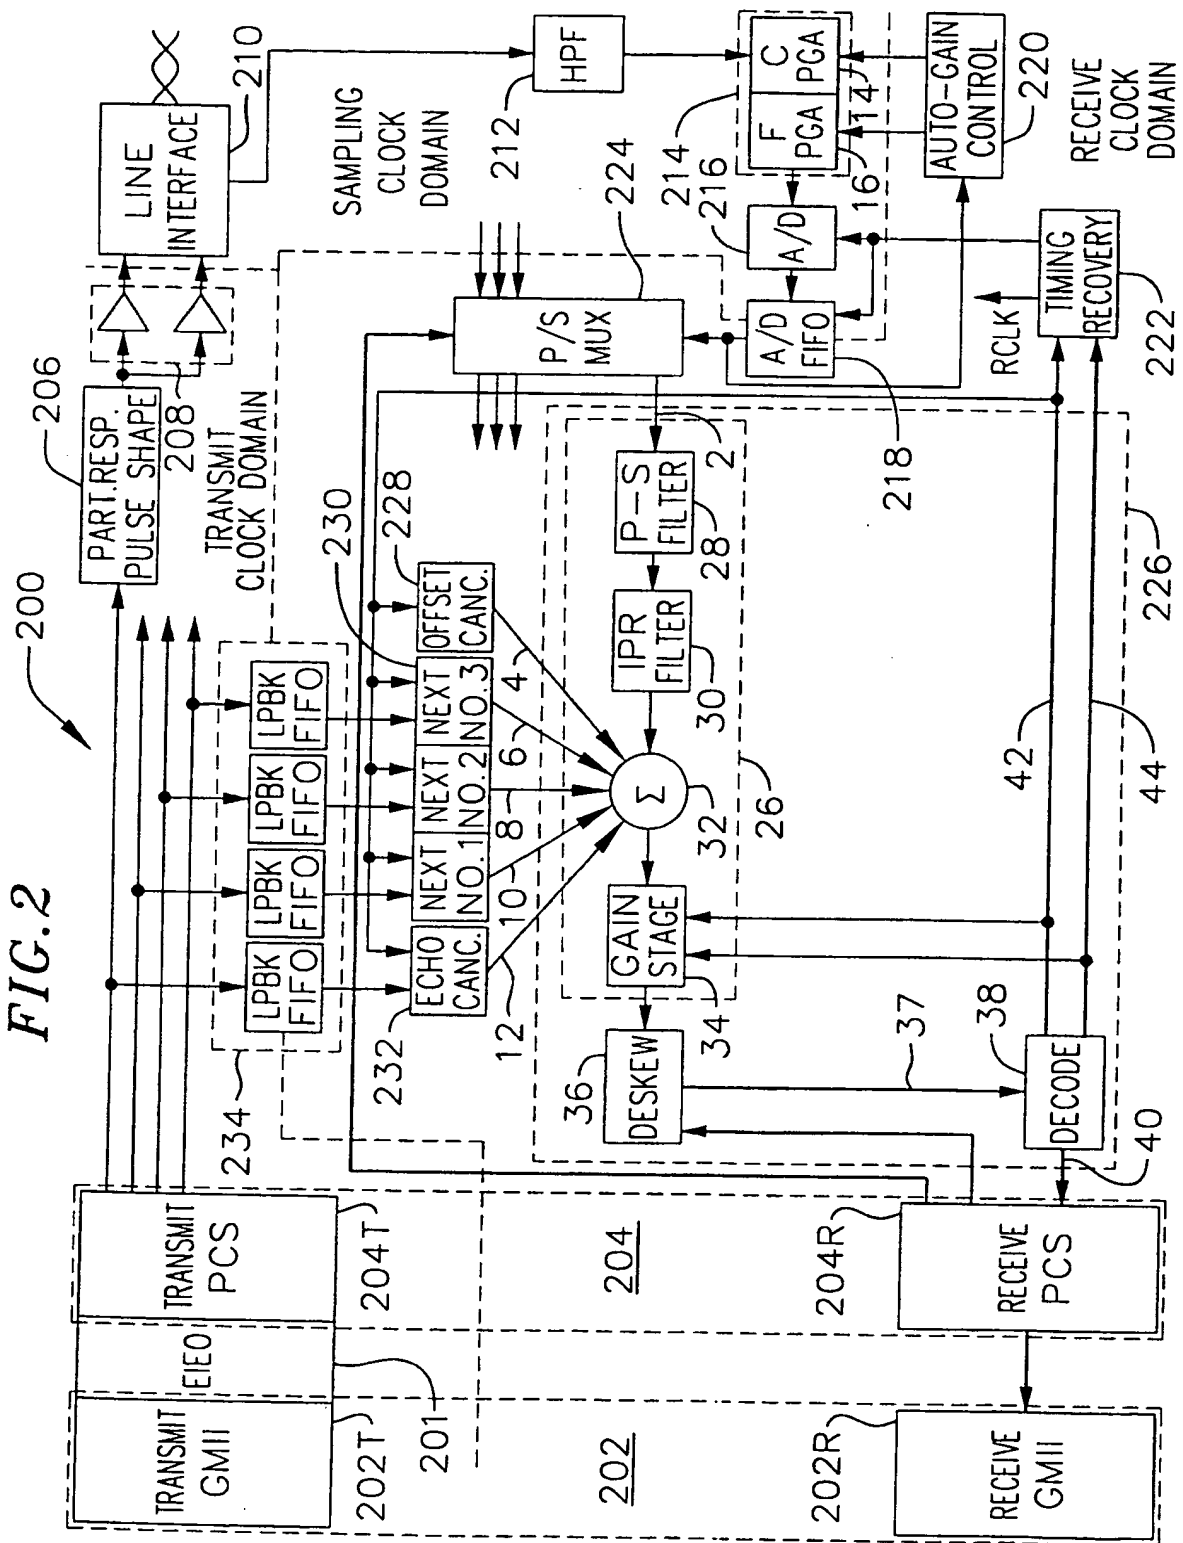 FIG.2
200
TRANSMIT
GMII
202T
EIEO
201
TRANSMIT
PCS
204T
PART.RESP.
PULSE SHAPE
206
208
LINE
INTERFACE
210
TRANSMIT
CLOCK DOMAIN
SAMPLING
CLOCK
DOMAIN
HPF
212
234
LPBK
FIFO
LPBK
FIFO
LPBK
FIFO
LPBK
FIFO
230
228
232
ECHO
CANC.
NEXT
NO.1
NEXT
NO.2
NEXT
NO.3
OFFSET
CANC.
12
10
8
6
4
P/S
MUX
224
214
F
PGA
C
PGA
16
14
216
A/D
A/D
FIFO
218
AUTO-GAIN
CONTROL
220
RECEIVE
CLOCK
DOMAIN
36
DESKEW
GAIN
STAGE
34
Σ
32
IPR
FILTER
30
P-S
FILTER
28
2
26
37
38
DECODE
40
42
44
RCLK
TIMING
RECOVERY
222
226
202
204
202R
RECEIVE
GMII
204R
RECEIVE
PCS